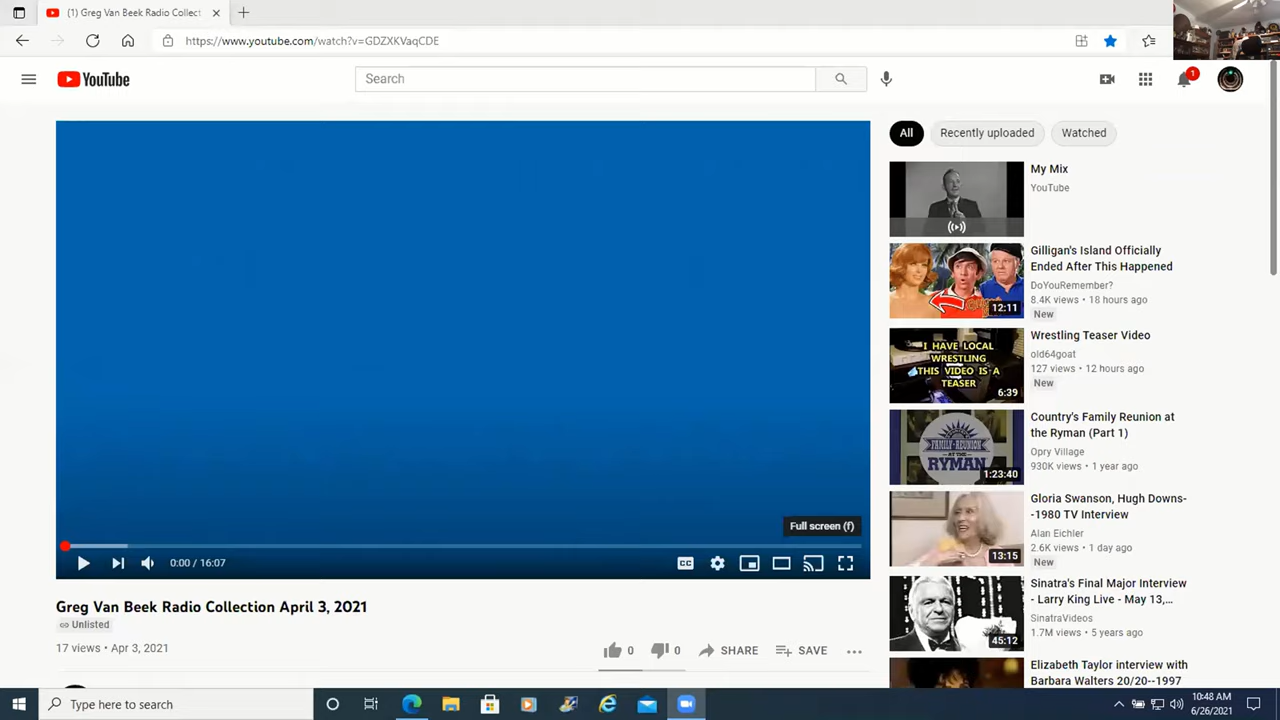 (1) Greg Van Beek Radio Collect
https://www.youtube.com/watch?v=GDZXKVaqCDE
YouTube
Search
1
All
Recently uploaded
Watched
My Mix
YouTube
Gilligan's Island Officially
Ended After This Happened
DoYouRemember?
8.4K views • 18 hours ago
New
12:11
I HAVE LOCAL
WRESTLING
THIS VIDEO IS A
TEASER
6:39
Wrestling Teaser Video
old64goat
127 views • 12 hours ago
New
FAMILY REUNION
AT THE
RYMAN
1:23:40
Country's Family Reunion at
the Ryman (Part 1)
Opry Village
930K views • 1 year ago
13:15
Gloria Swanson, Hugh Downs-
-1980 TV Interview
Alan Eichler
2.6K views • 1 day ago
New
45:12
Sinatra's Final Major Interview
- Larry King Live - May 13,...
SinatraVideos
1.7M views • 5 years ago
Elizabeth Taylor interview with
Barbara Walters 20/20--1997
Full screen (f)
0:00 / 16:07
CC
Greg Van Beek Radio Collection April 3, 2021
Unlisted
17 views • Apr 3, 2021
0
0
SHARE
SAVE
Type here to search
10:48 AM
6/26/2021